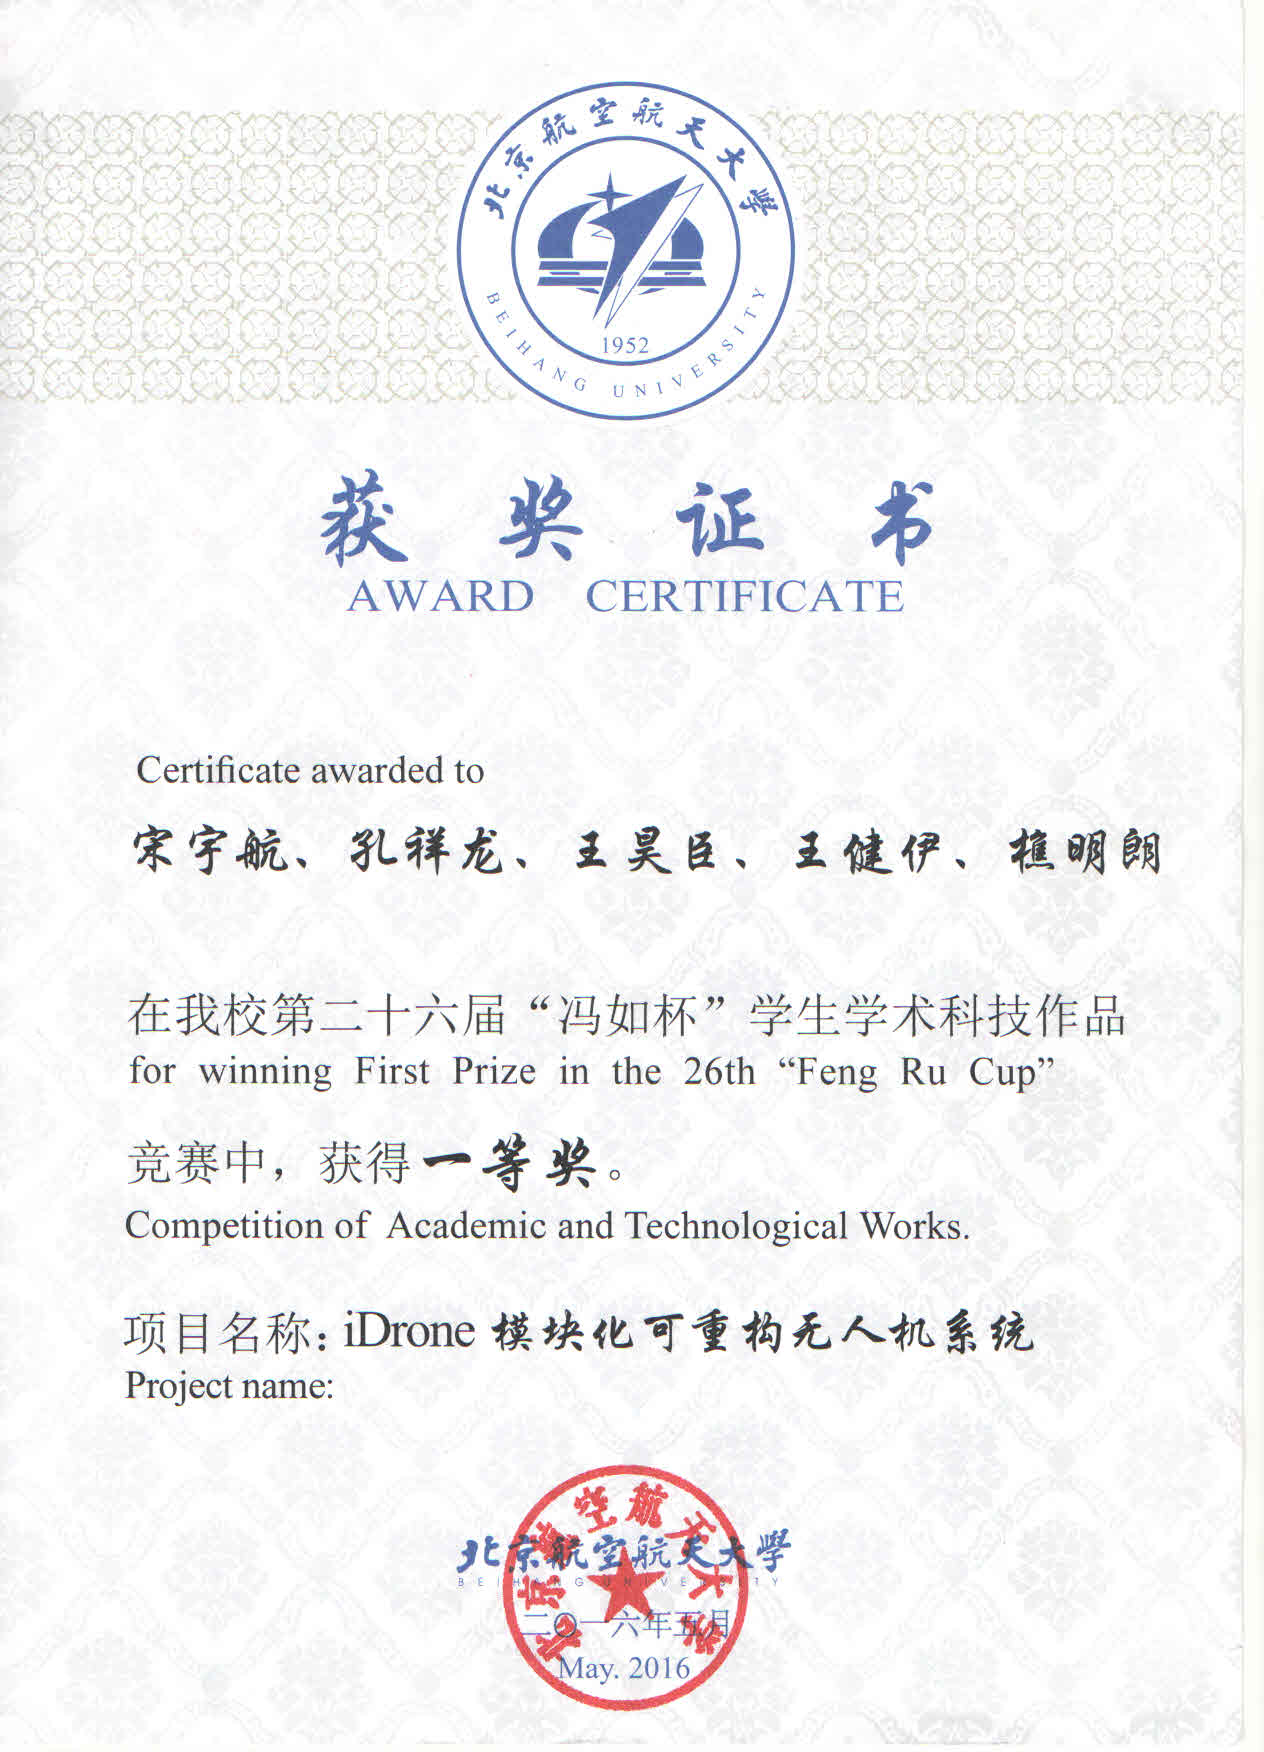 北京航空航天大學
1952
BEIHANG UNIVERSITY
获奖证书
AWARD CERTIFICATE
Certificate awarded to
宋宇航、孔祥龙、王昊臣、王健伊、樵明朗
在我校第二十六届“冯如杯”学生学术科技作品
for winning First Prize in the 26th “Feng Ru Cup”
竞赛中，获得一等奖。
Competition of Academic and Technological Works.
项目名称：iDrone模块化可重构无人机系统
Project name:
北京航空航天大學
BEIHANG UNIVERSITY
二〇一六年五月
May. 2016
北京航空航天大学